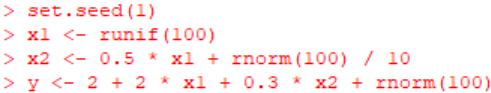 > set.seed(1)
> x1 <- runif(100)
> x2 <- 0.5 * x1 + rnorm(100) / 10
> y <- 2 + 2 * x1 + 0.3 * x2 + rnorm(100)